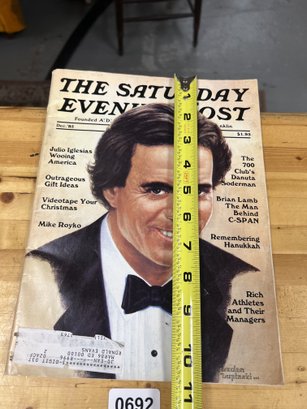 THE SATURDAY
EVENING POST
Founded A.D.
Dec. '85
$1.95
Julio Iglesias
Wooing
America
Outrageous
Gift Ideas
Videotape Your
Christmas
Mike Royko
The
700
Club's
Danuta
Soderman
Brian Lamb
The Man
Behind
C-SPAN
Remembering
Hanukkah
Rich
Athletes
and Their
Managers
1
2
3
4
5
6
7
8
9
10
11
0692